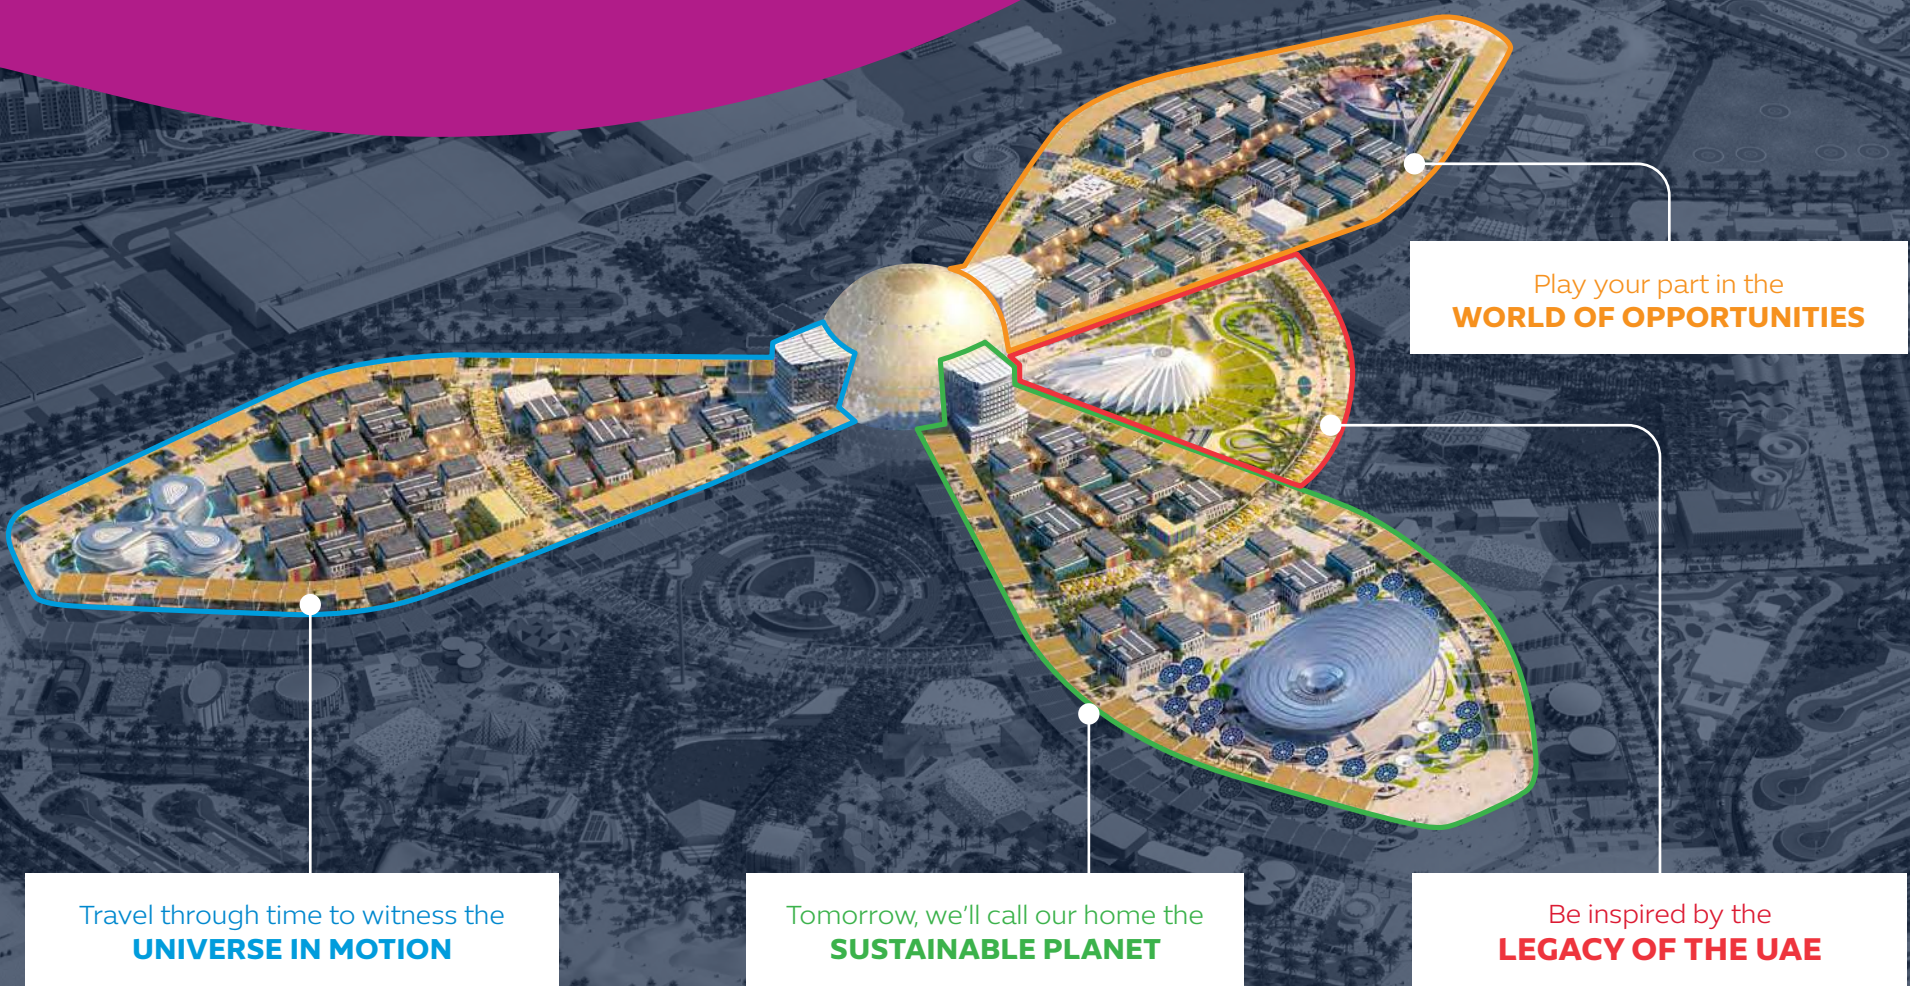 Play your part in the
WORLD OF OPPORTUNITIES
Travel through time to witness the
UNIVERSE IN MOTION
Tomorrow, we'll call our home the
SUSTAINABLE PLANET
Be inspired by the
LEGACY OF THE UAE